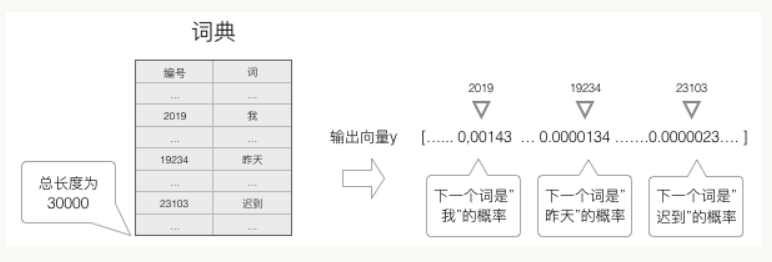 词典
编号 词
... ...
2019 我
... ...
19234 昨天
... ...
23103 迟到
... ...
总长度为
30000
输出向量y
2019 19234 23103
[...... 0,00143 ... 0.0000134 .......0.0000023.... ]
下一个词是”
我”的概率
下一个词是”
昨天”的概率
下一个词是”
迟到”的概率